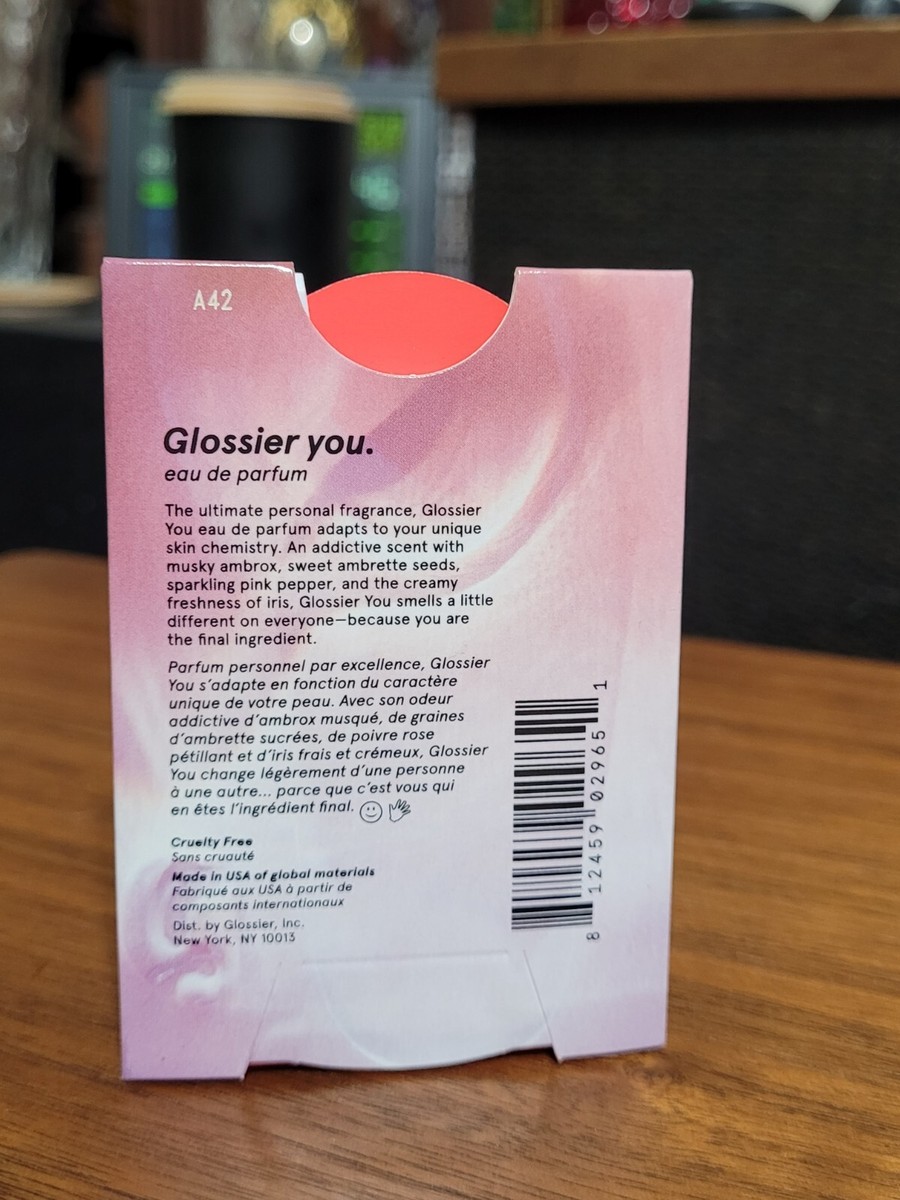 A42
Glossier you.
eau de parfum
The ultimate personal fragrance, Glossier
You eau de parfum adapts to your unique
skin chemistry. An addictive scent with
musky ambrox, sweet ambrette seeds,
sparkling pink pepper, and the creamy
freshness of iris, Glossier You smells a little
different on everyone—because you are
the final ingredient.
Parfum personnel par excellence, Glossier
You s'adapte en fonction du caractère
unique de votre peau. Avec son odeur
addictive d'ambrox musqué, de graines
d'ambrette sucrées, de poivre rose
pétillant et d'iris frais et crémeux, Glossier
You change légèrement d'une personne
à une autre... parce que c'est vous qui
en êtes l'ingrédient final.
Cruelty Free
Sans cruauté
Made in USA of global materials
Fabriqué aux USA à partir de
composants internationaux
Dist. by Glossier, Inc.
New York, NY 10013
8 12459 02965 1